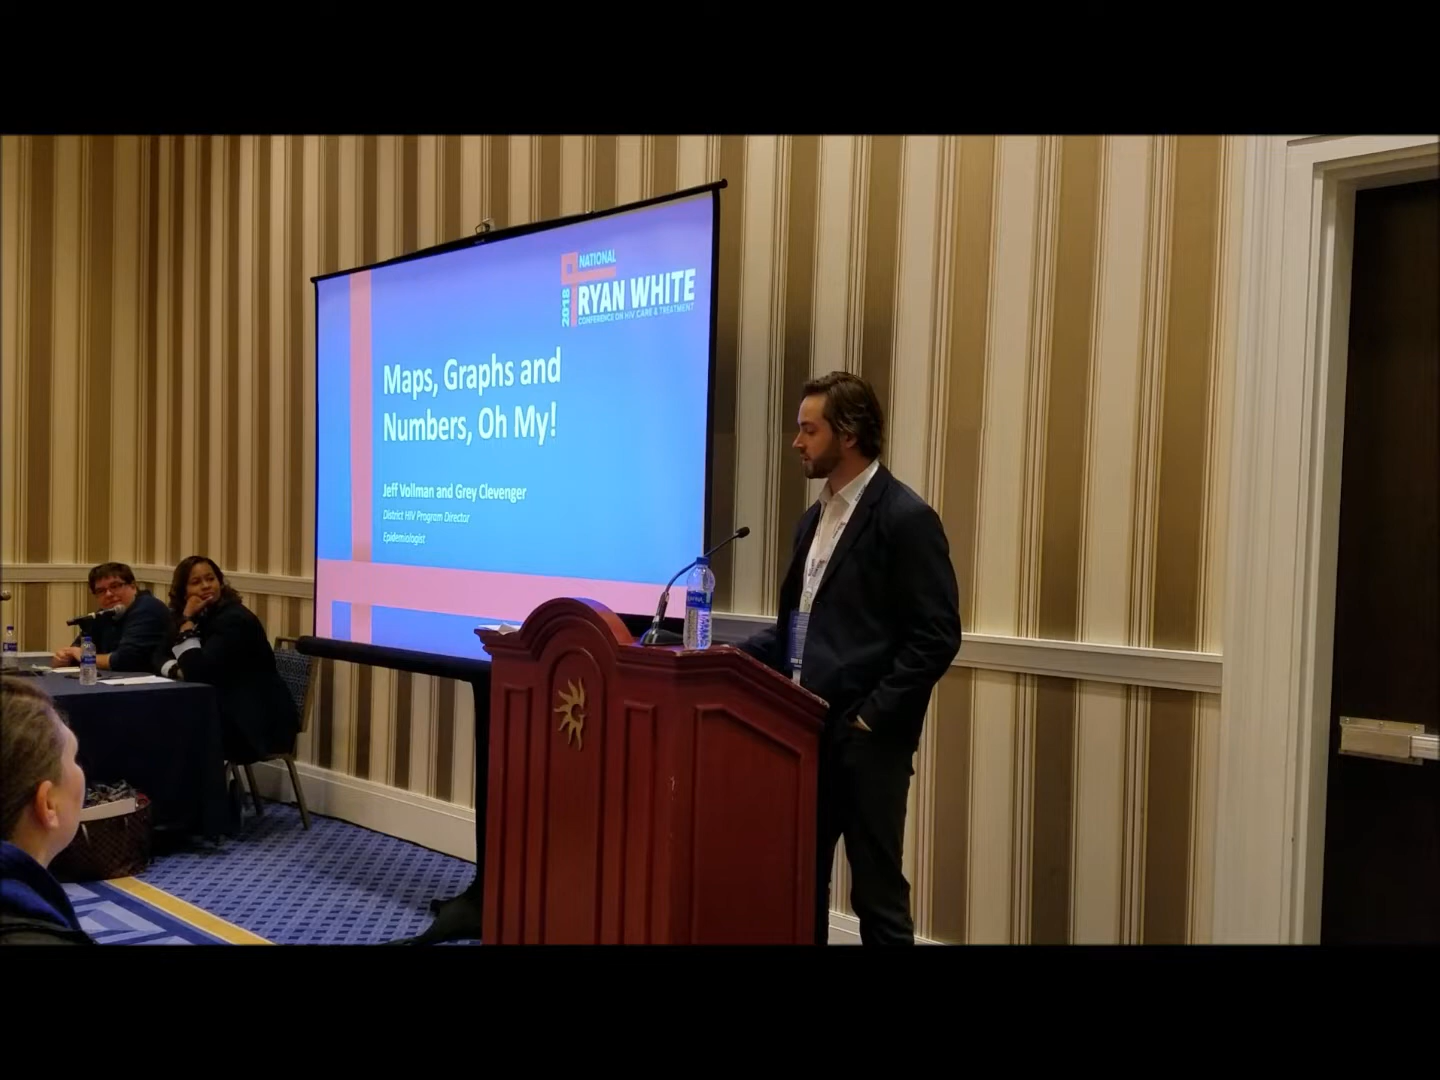 NATIONAL
2018
RYAN WHITE
CONFERENCE ON HIV CARE & TREATMENT
Maps, Graphs and
Numbers, Oh My!
Jeff Vollman and Grey Clevenger
District HIV Program Director
Epidemiologist